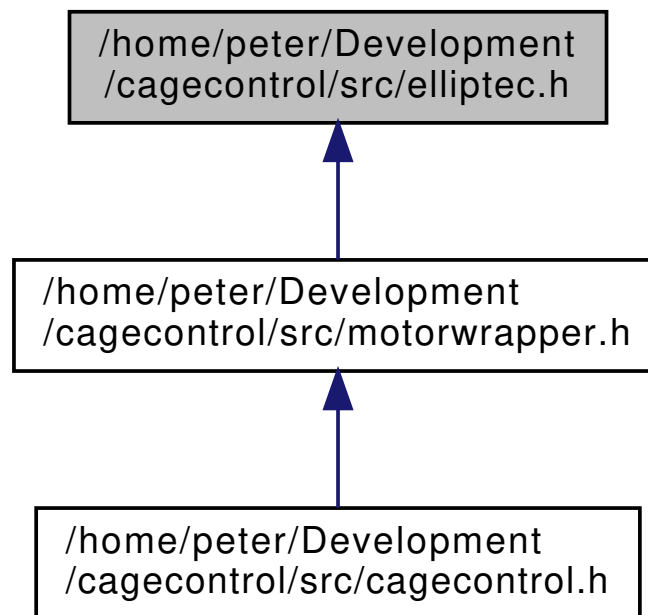 /home/peter/Development
/cagecontrol/src/elliptec.h
/home/peter/Development
/cagecontrol/src/motorwrapper.h
/home/peter/Development
/cagecontrol/src/cagecontrol.h